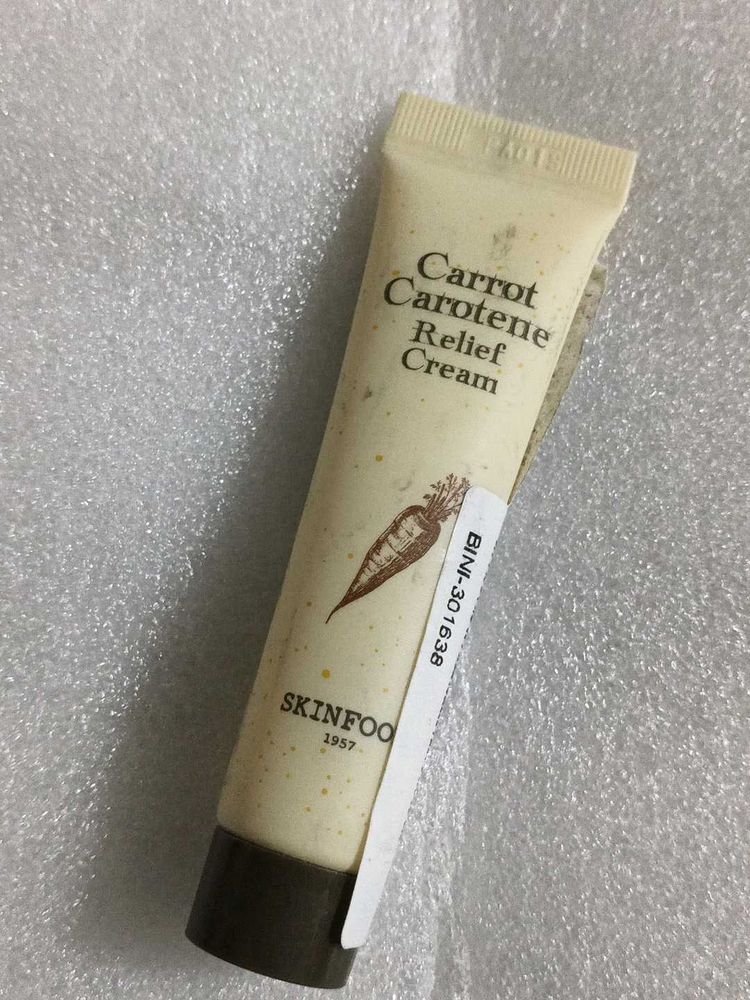 Carrot
Carotene
Relief
Cream
BINI-301638
SKINFOO
1957